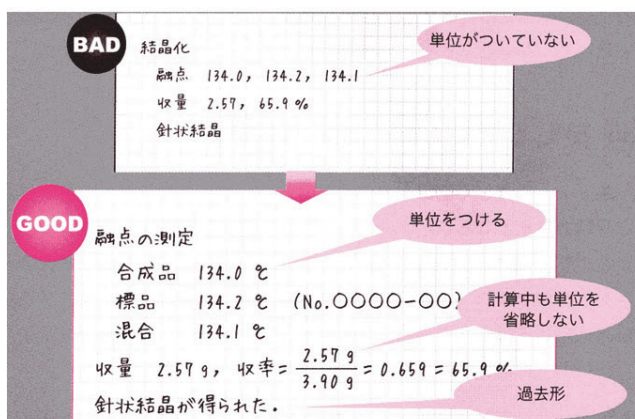 BAD
結晶化
単位がついていない
融点 134.0, 134.2, 134.1
収量 2.57, 65.9 %
針状結晶
GOOD
融点の測定
単位をつける
合成品 134.0 ℃
標品 134.2 ℃ (No.〇〇〇〇-〇〇)
混合 134.1 ℃
計算中も単位を
省略しない
収量 2.57 g, 収率= 2.57 g / 3.90 g = 0.659 = 65.9 %
針状結晶が得られた.
過去形